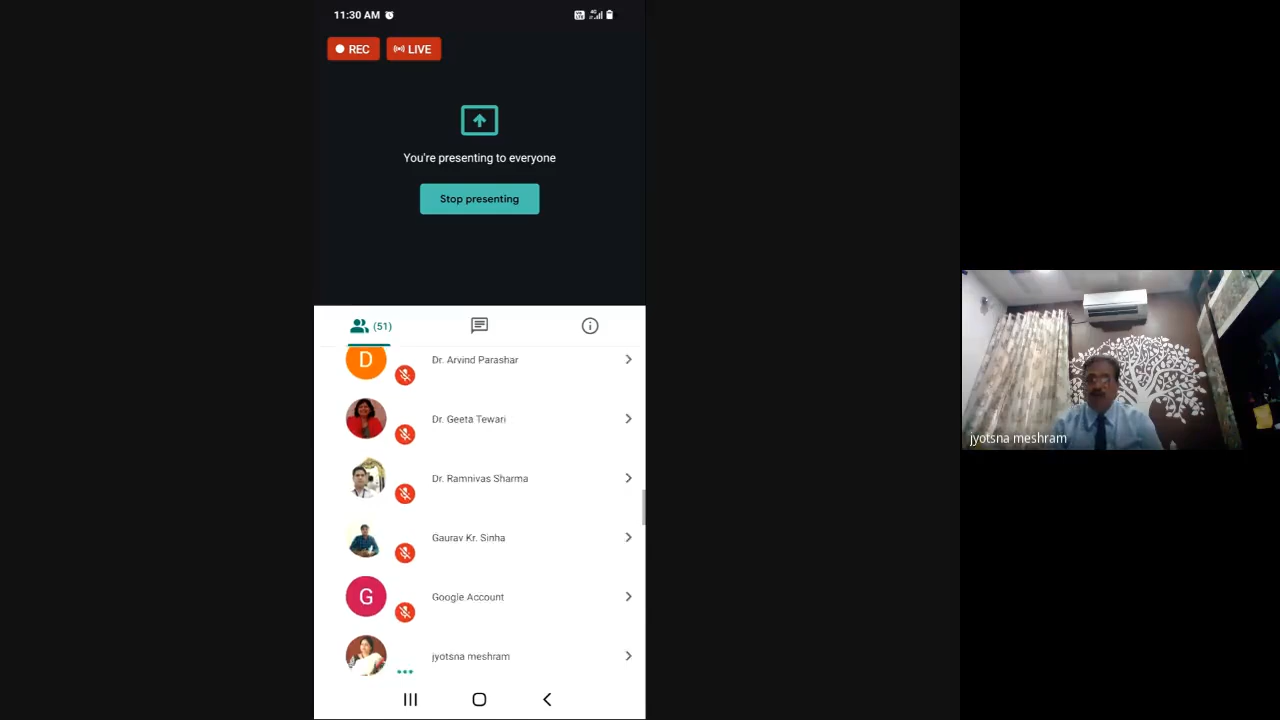 11:30 AM
REC
LIVE
You're presenting to everyone
Stop presenting
(51)
D
Dr. Arvind Parashar
Dr. Geeta Tewari
Dr. Ramnivas Sharma
Gaurav Kr. Sinha
G
Google Account
jyotsna meshram
jyotsna meshram